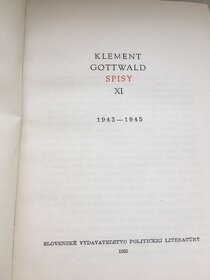 KLEMENT
GOTTWALD
SPISY
XI
1943—1945
SLOVENSKÉ VYDAVATEĽSTVO POLITICKEJ LITERATÚRY
1955